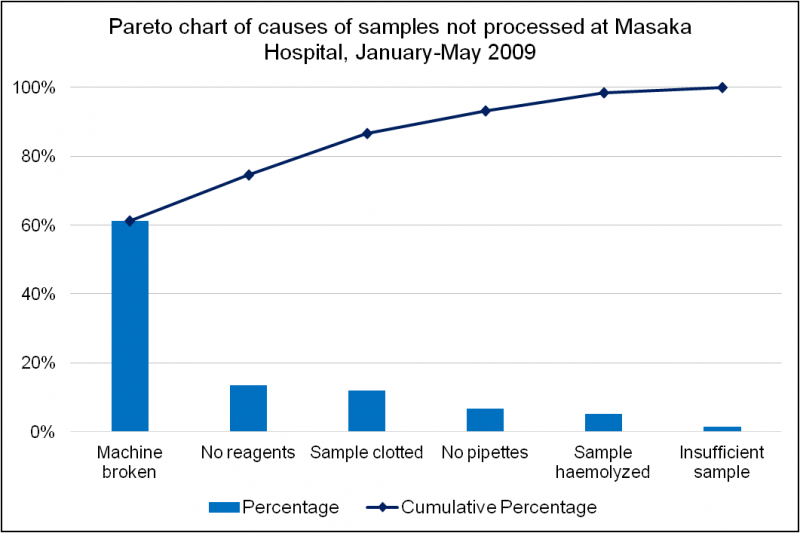 Pareto chart of causes of samples not processed at Masaka
Hospital, January-May 2009
100%
80%
60%
40%
20%
0%
Machine
broken
No reagents
Sample clotted
No pipettes
Sample
haemolyzed
Insufficient
sample
Percentage
Cumulative Percentage